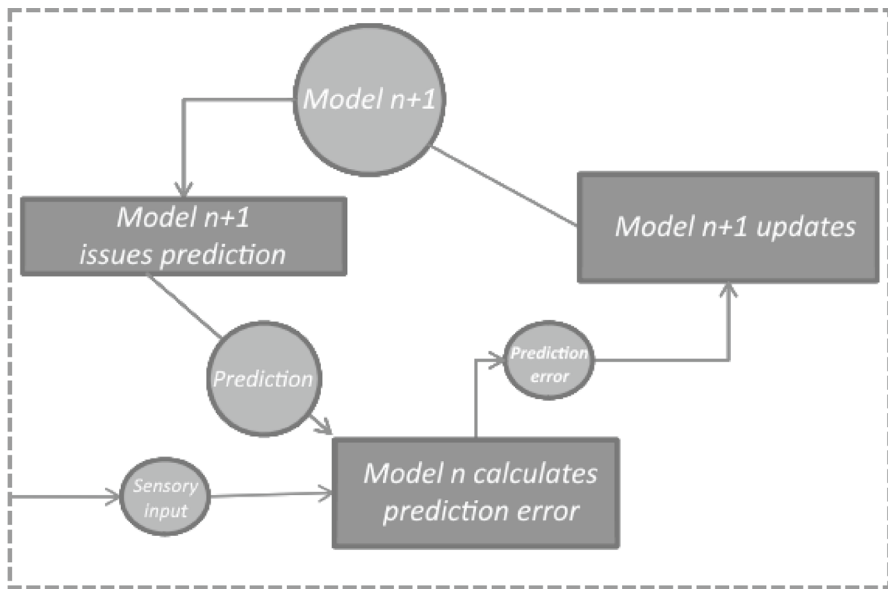 Model n+1
Model n+1
issues prediction
Model n+1 updates
Prediction
error
Prediction
Model n calculates
prediction error
Sensory
input